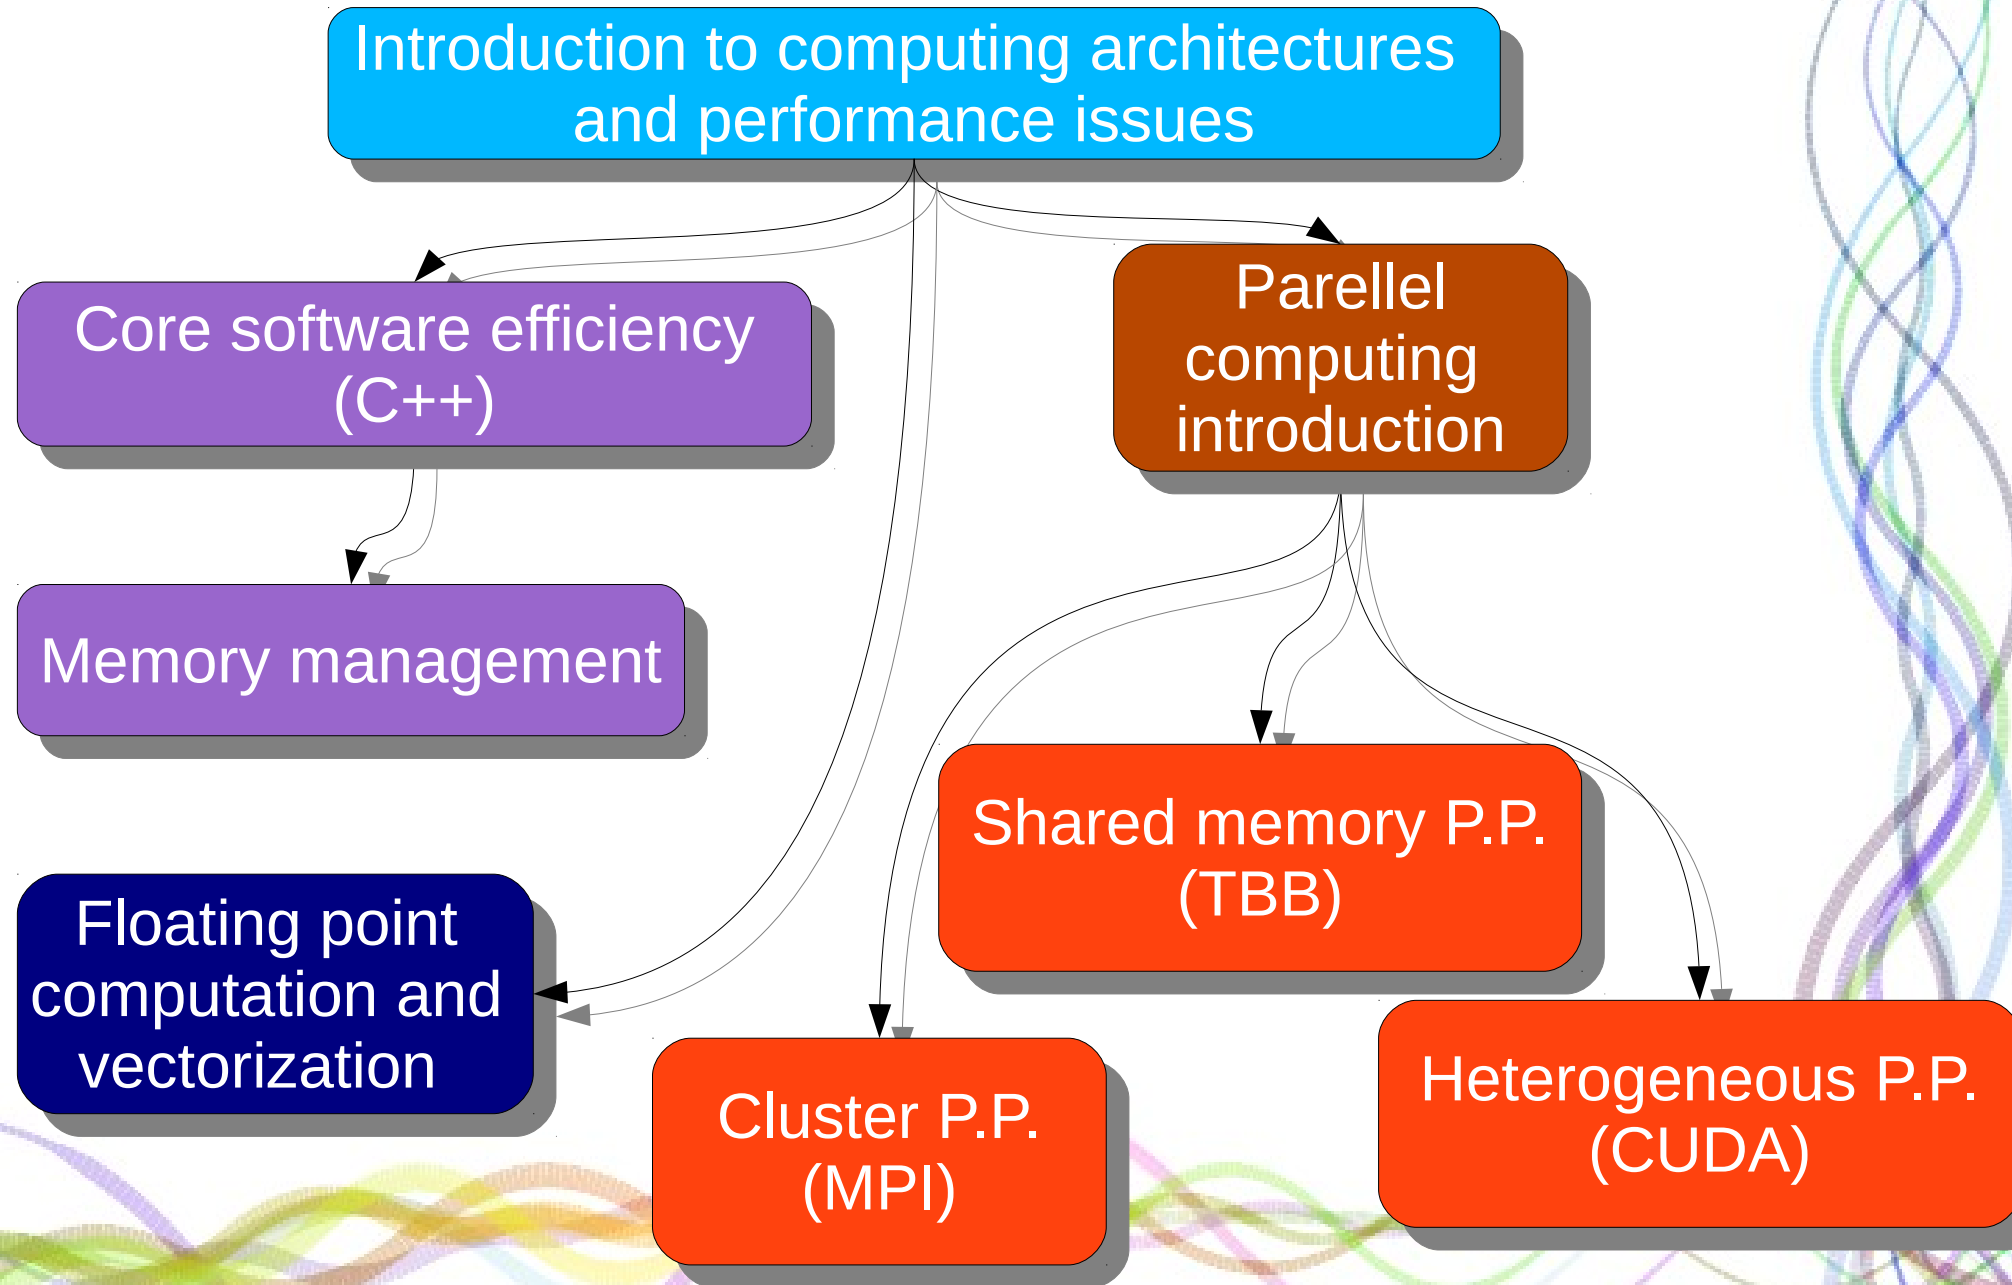 Introduction to computing architectures
and performance issues
Core software efficiency
(C++)
Parellel
computing
introduction
Memory management
Shared memory P.P.
(TBB)
Floating point
computation and
vectorization
Cluster P.P.
(MPI)
Heterogeneous P.P.
(CUDA)